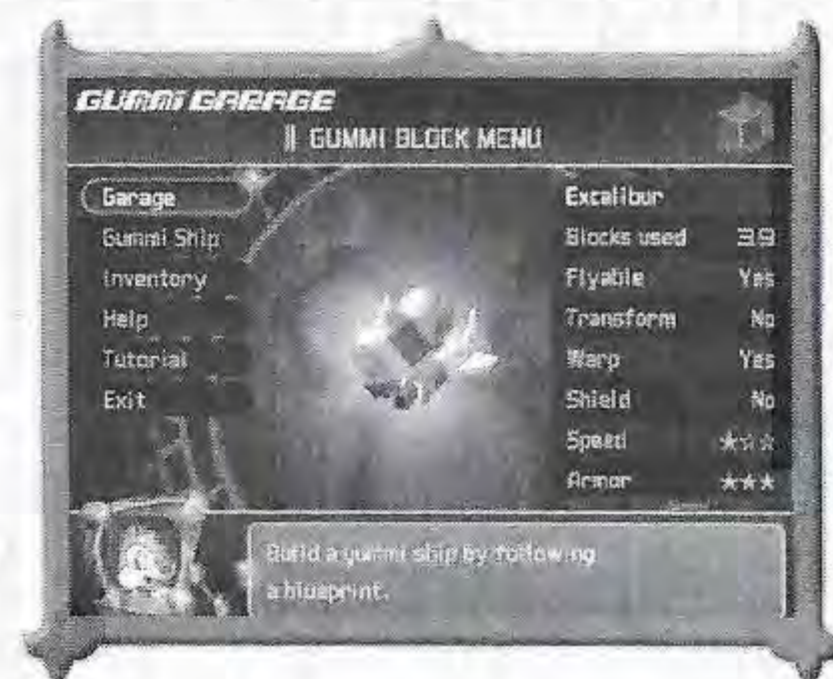 GUMMI GARAGE
GUMMI BLOCK MENU
Garage
Gummi Ship
Inventory
Help
Tutorial
Exit
Excalibur
Blocks used 39
Flyable Yes
Transform No
Warp Yes
Shield No
Speed ★☆☆
Armor ★★★
Build a gummi ship by following
a blueprint.